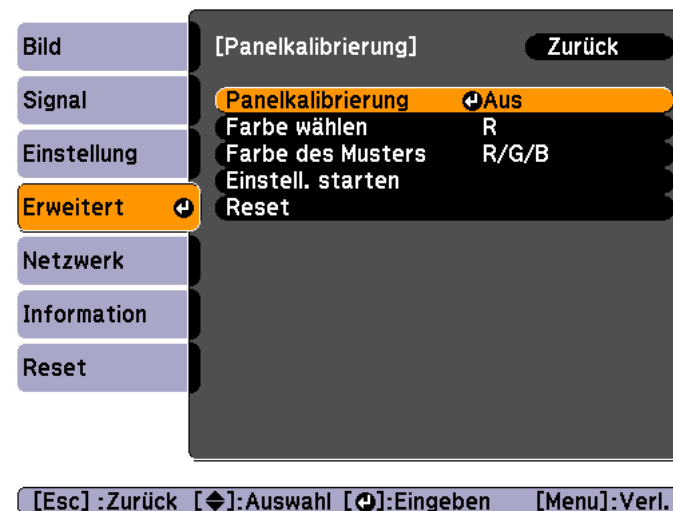 Bild
Signal
Einstellung
Erweitert
Netzwerk
Information
Reset
[Panelkalibrierung] Zurück
Panelkalibrierung Aus
Farbe wählen R
Farbe des Musters R/G/B
Einstell. starten
Reset
[Esc] :Zurück [◆]:Auswahl [↵]:Eingeben [Menu]:Verl.